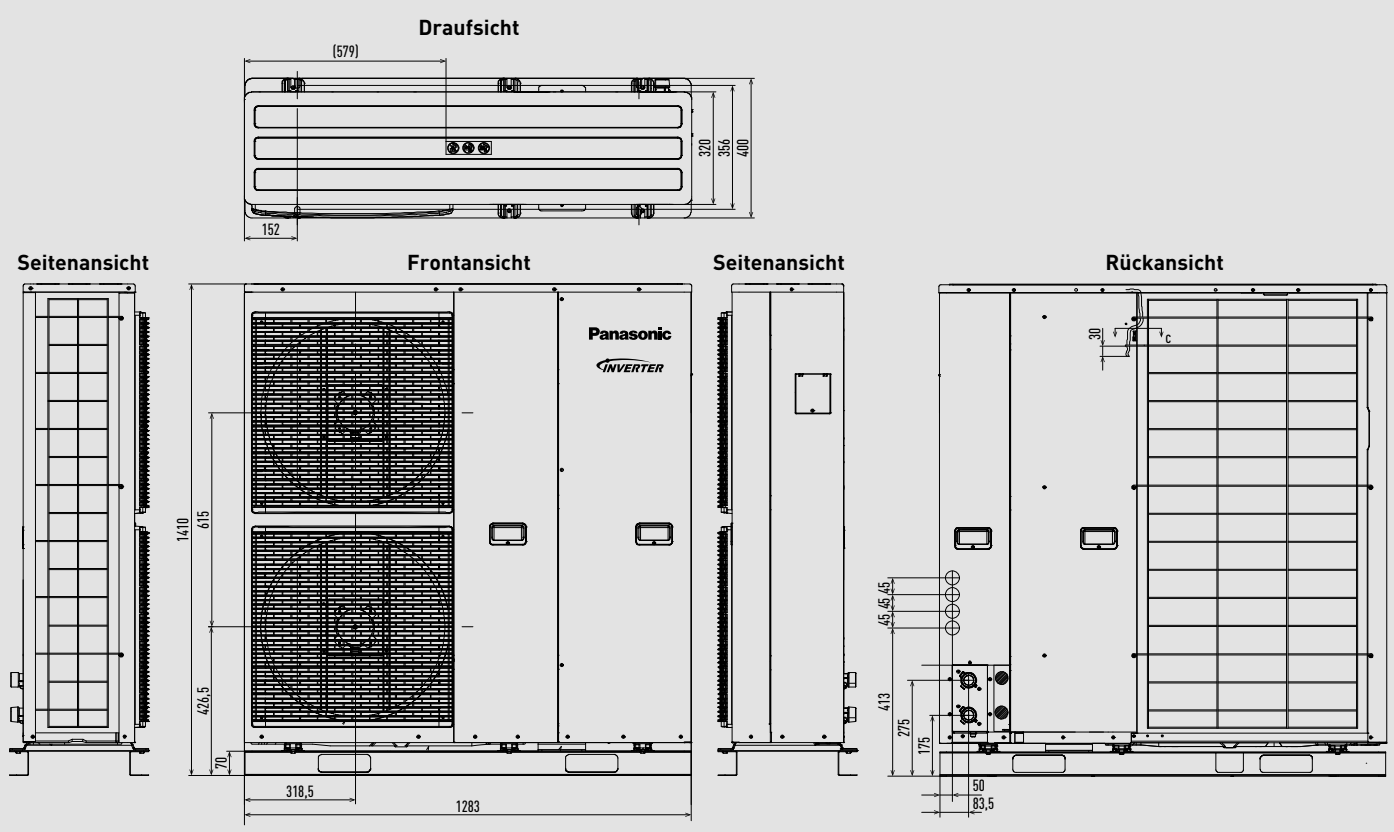 Draufsicht
(579)
320
356
400
152
Seitenansicht
Frontansicht
Seitenansicht
Rückansicht
Panasonic
INVERTER
1410
615
426,5
70
318,5
1283
30
C
45
45
45
413
275
175
50
83,5